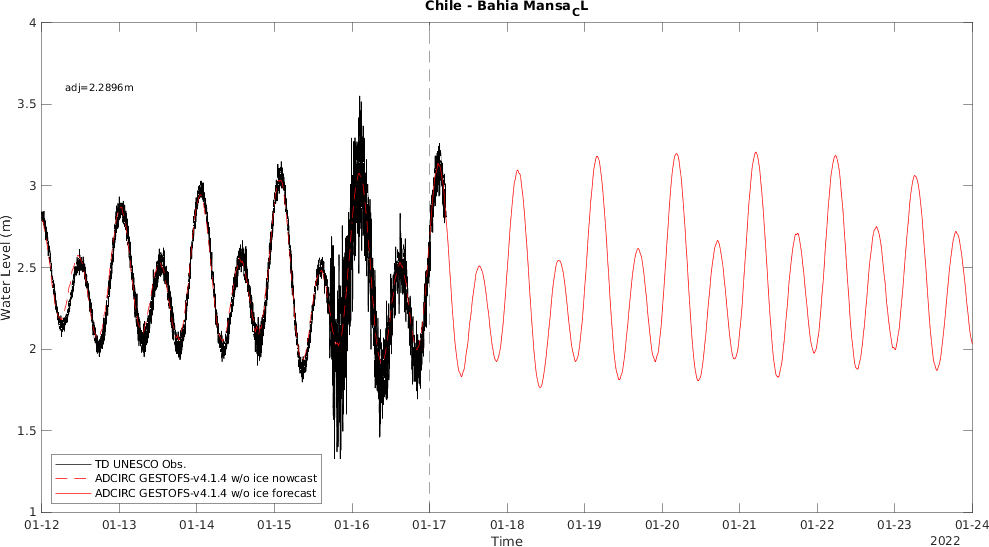 Chile - Bahia Mansa_CL
adj=2.2896m
4
3.5
3
2.5
2
1.5
1
Water Level (m)
TD UNESCO Obs.
ADCIRC GESTOFS-v4.1.4 w/o ice nowcast
ADCIRC GESTOFS-v4.1.4 w/o ice forecast
01-12 01-13 01-14 01-15 01-16 01-17 01-18 01-19 01-20 01-21 01-22 01-23 01-24
Time
2022